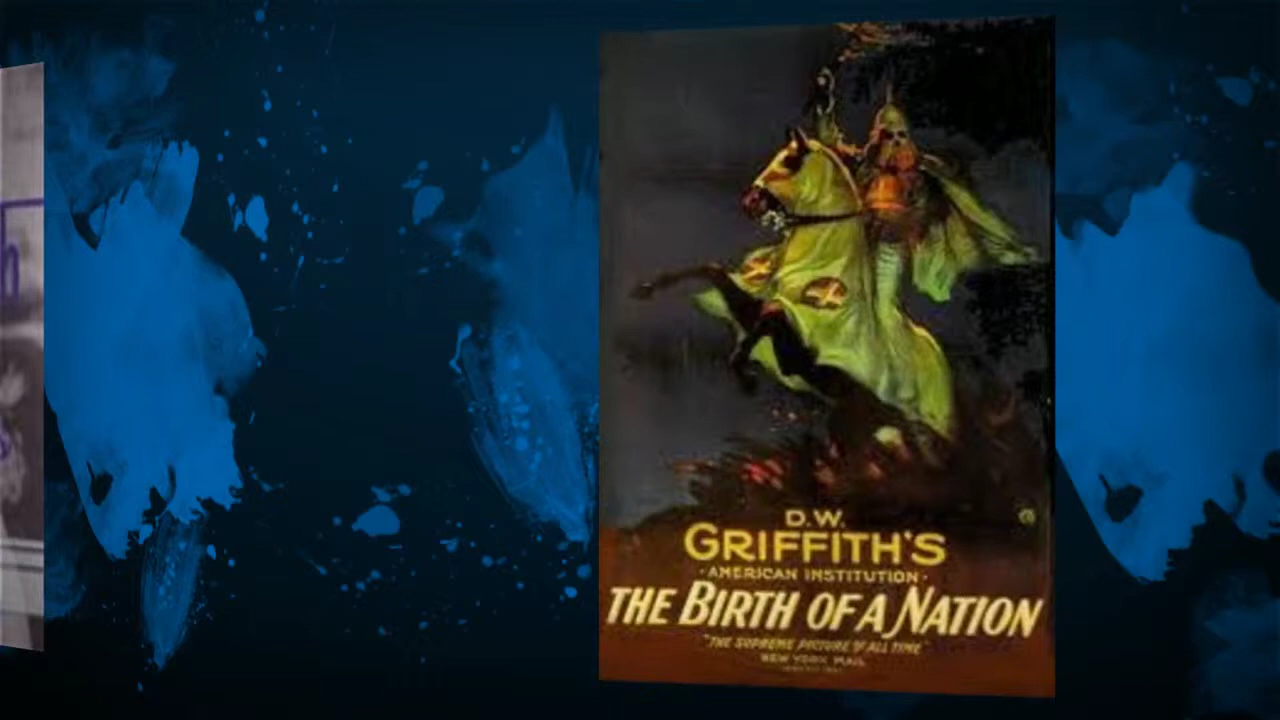 h
D.W.
GRIFFITH'S
·AMERICAN INSTITUTION·
THE BIRTH OF A NATION
"THE SUPREME PICTURE OF ALL TIME"
NEW YORK MAIL